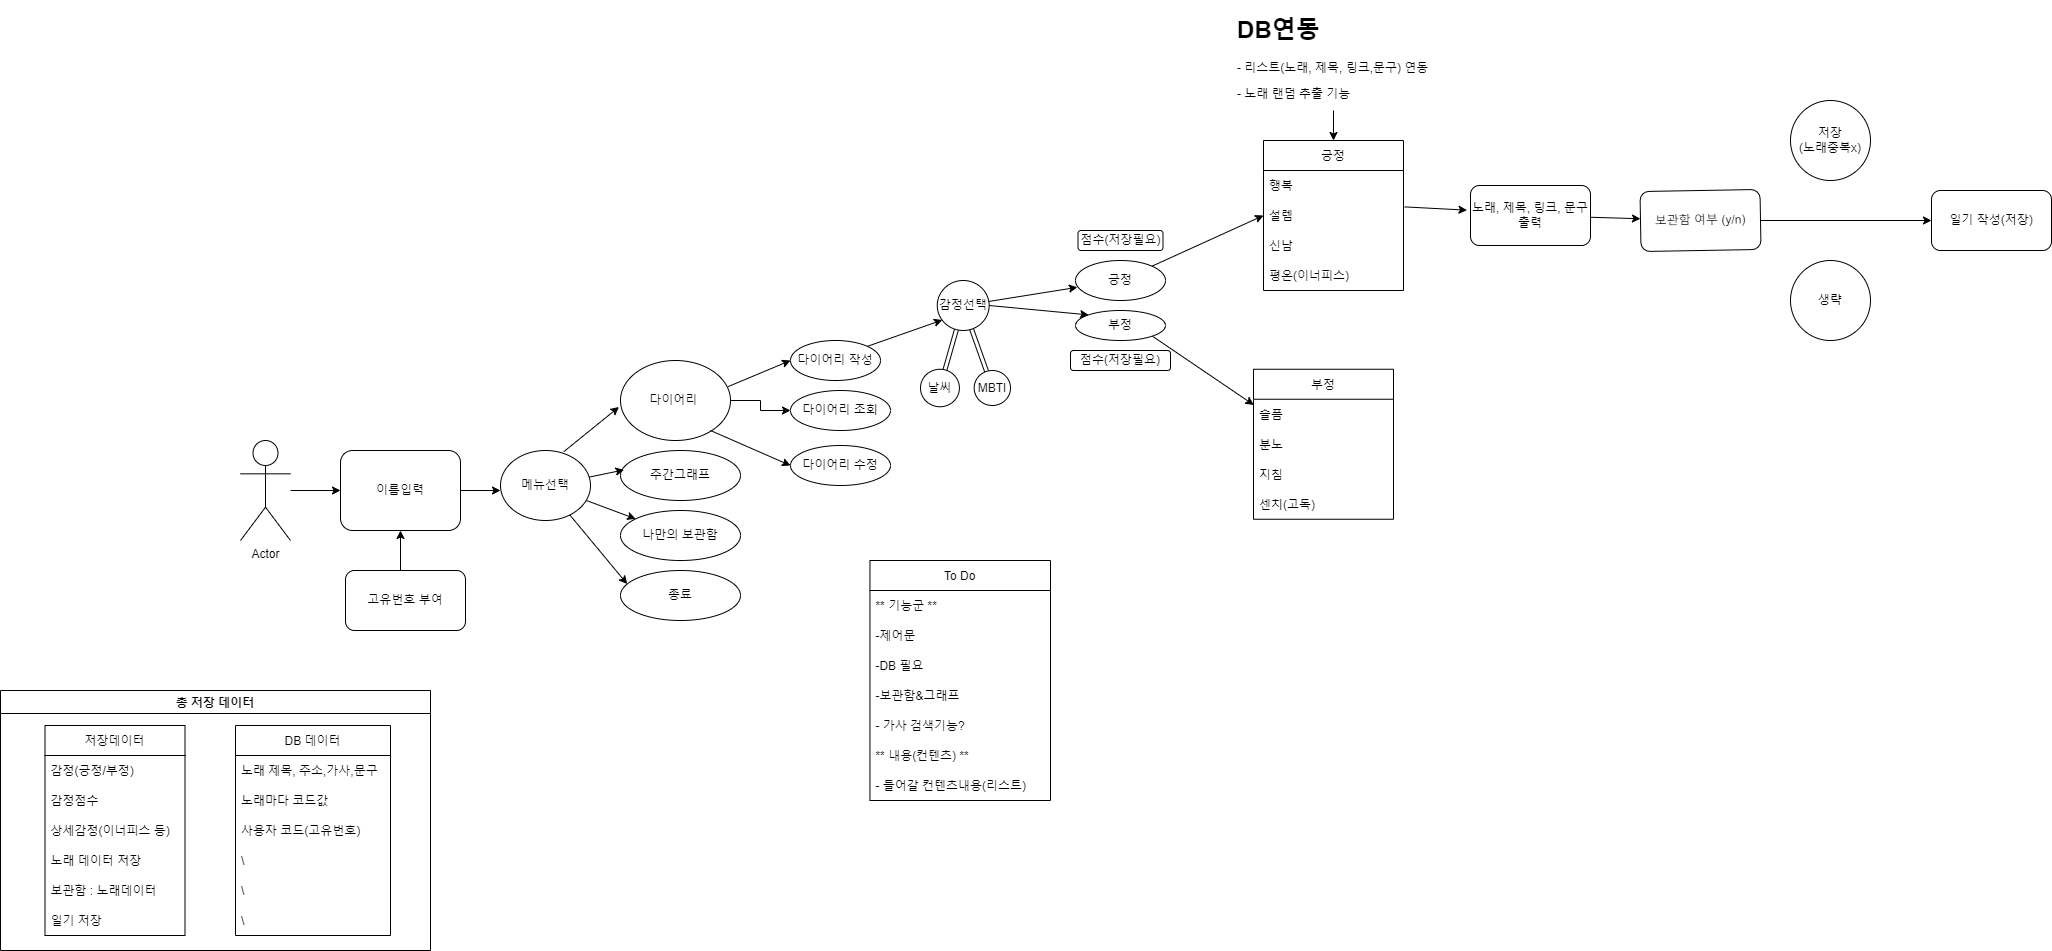 DB연동
- 리스트(노래, 제목, 링크,문구) 연동
- 노래 랜덤 추출 기능
긍정
행복
설렘
신남
평온(이너피스)
노래, 제목, 링크, 문구
출력
보관함 여부 (y/n)
저장
(노래중복x)
생략
일기 작성(저장)
점수(저장필요)
긍정
부정
점수(저장필요)
감정선택
날씨
MBTI
부정
슬픔
분노
지침
센치(고독)
다이어리
다이어리 작성
다이어리 조회
다이어리 수정
Actor
이름입력
고유번호 부여
메뉴선택
주간그래프
나만의 보관함
종료
To Do
** 기능군 **
-제어문
-DB 필요
-보관함&그래프
- 가사 검색기능?
** 내용(컨텐츠) **
- 들어갈 컨텐츠내용(리스트)
총 저장 데이터
저장데이터
감정(긍정/부정)
감정점수
상세감정(이너피스 등)
노래 데이터 저장
보관함 : 노래데이터
일기 저장
DB 데이터
노래 제목, 주소,가사,문구
노래마다 코드값
사용자 코드(고유번호)
\
\
\